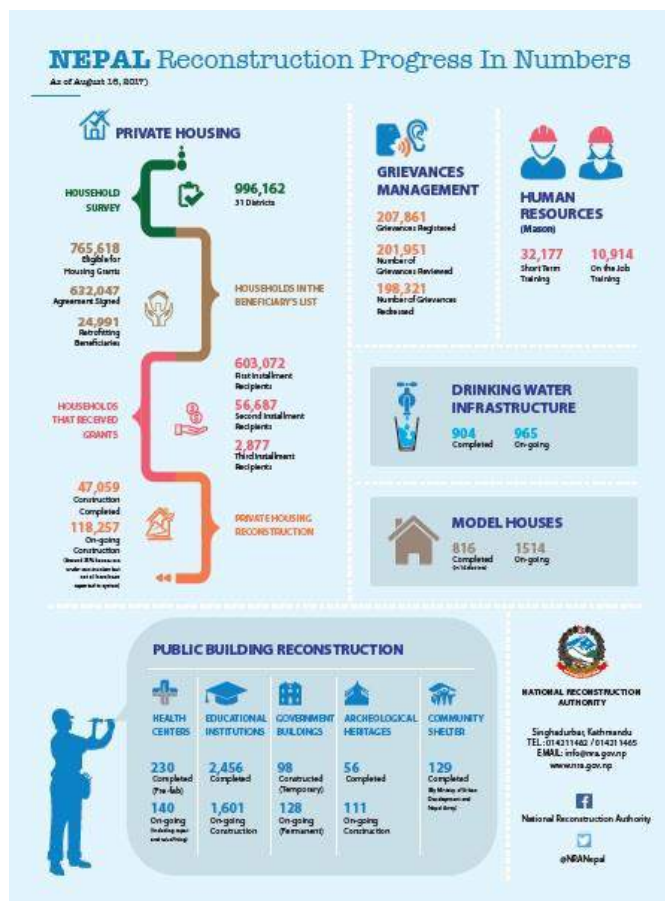 NEPAL Reconstruction Progress In Numbers
As of August 16, 2017)
PRIVATE HOUSING
HOUSEHOLD
SURVEY
996,162
31 Districts
765,618
Eligible for
Housing Grants
632,047
Agreement Signed
24,991
Retrofitting
Beneficiaries
HOUSEHOLDS IN THE
BENEFICIARY'S LIST
HOUSEHOLDS
THAT RECEIVED
GRANTS
603,072
First Installment
Recipients
56,687
Second Installment
Recipients
2,877
Third Installment
Recipients
47,059
Construction
Completed
118,257
On-going
Construction
PRIVATE HOUSING
RECONSTRUCTION
GRIEVANCES
MANAGEMENT
207,861
Grievances Registered
201,951
Number of
Grievances Reviewed
198,321
Number of Grievances
Redressed
HUMAN
RESOURCES
(Mason)
32,177
Short Term
Training
10,914
On the Job
Training
DRINKING WATER
INFRASTRUCTURE
904
Completed
965
On-going
MODEL HOUSES
816
Completed
1514
On-going
PUBLIC BUILDING RECONSTRUCTION
HEALTH
CENTERS
230
Completed
(Pre-fab)
140
On-going
EDUCATIONAL
INSTITUTIONS
2,456
Completed
1,601
On-going
Construction
GOVERNMENT
BUILDINGS
98
Constructed
(Temporary)
128
On-going
(Permanent)
ARCHEOLOGICAL
HERITAGES
56
Completed
111
On-going
Construction
COMMUNITY
SHELTER
129
Completed
(By Ministry of Urban
Development and
Nepal Army)
NATIONAL RECONSTRUCTION
AUTHORITY
Singhadurbar, Kathmandu
TEL: 014211482 / 014211465
EMAIL: info@nra.gov.np
www.nra.gov.np
National Reconstruction Authority
@NRANepal